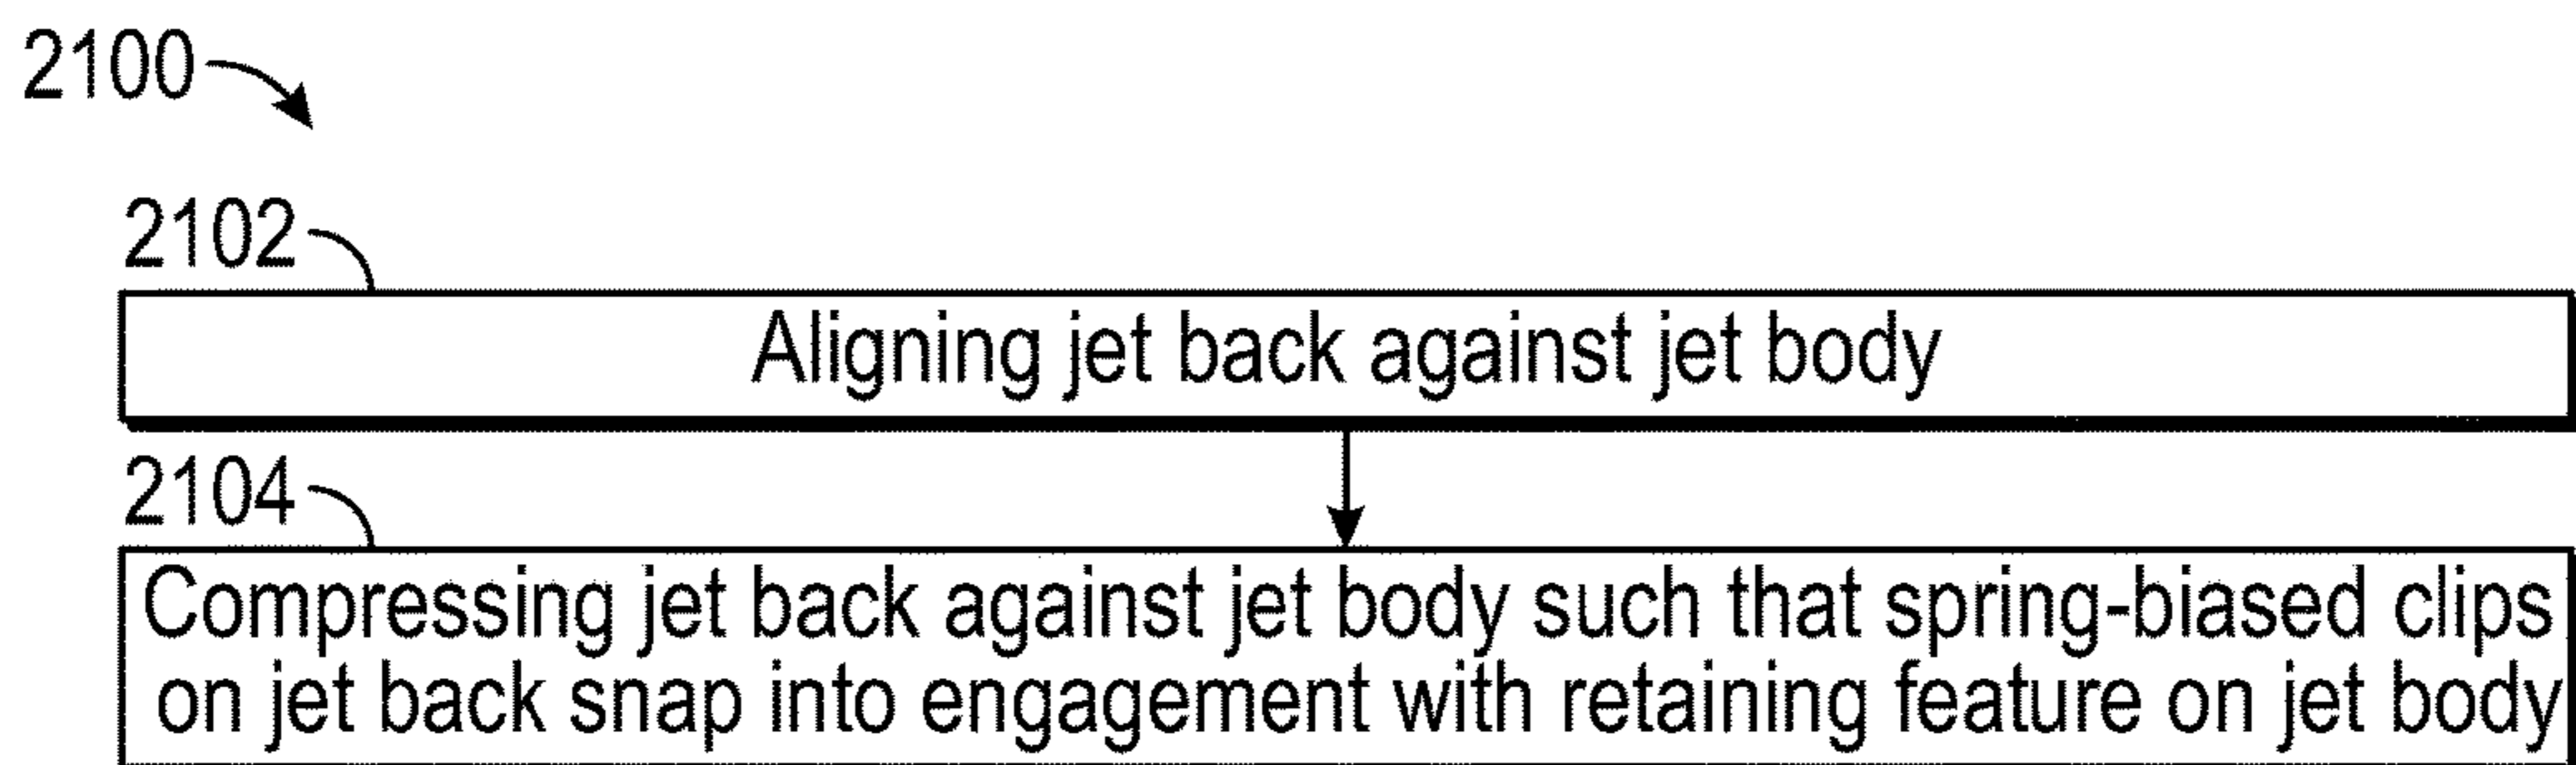 2100
2102
Aligning jet back against jet body
2104
Compressing jet back against jet body such that spring-biased clips
on jet back snap into engagement with retaining feature on jet body